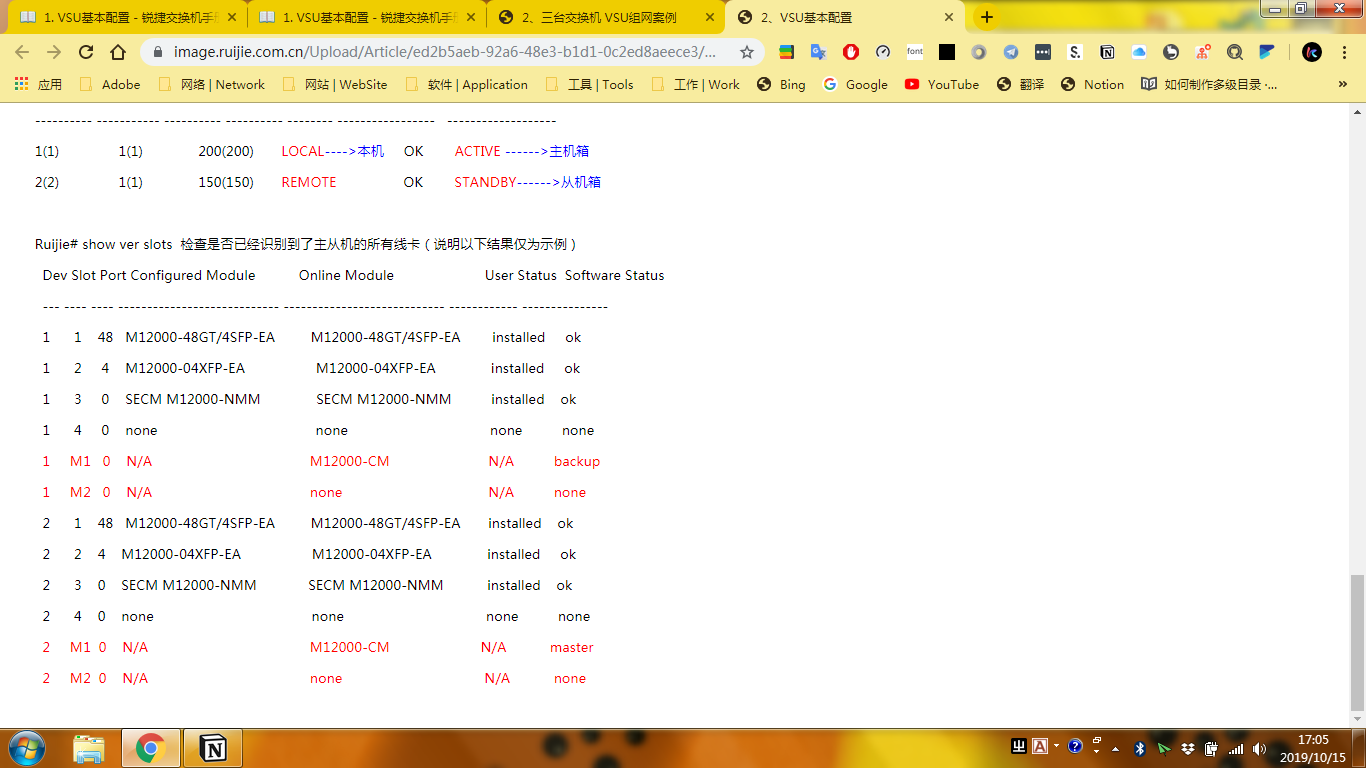 1. VSU基本配置 - 锐捷交换机手册
1. VSU基本配置 - 锐捷交换机手册
2、三台交换机 VSU组网案例
2、VSU基本配置
image.ruijie.com.cn/Upload/Article/ed2b5aeb-92a6-48e3-b1d1-0c2ed8aeece3/...
应用 Adobe 网络 | Network 网站 | WebSite 软件 | Application 工具 | Tools 工作 | Work Bing Google YouTube 翻译 Notion 如何制作多级目录 -... »
---------- ----------- ---------- ---------- -------- ----------------- -------------------
1(1) 1(1) 200(200) LOCAL---->本机 OK ACTIVE ------>主机箱
2(2) 1(1) 150(150) REMOTE OK STANDBY------>从机箱
Ruijie# show ver slots 检查是否已经识别到了主从机的所有线卡（说明以下结果仅为示例）
Dev Slot Port Configured Module Online Module User Status Software Status
--- ---- ---- ---------------------------- ---------------------------- ------------ ---------------
1 1 48 M12000-48GT/4SFP-EA M12000-48GT/4SFP-EA installed ok
1 2 4 M12000-04XFP-EA M12000-04XFP-EA installed ok
1 3 0 SECM M12000-NMM SECM M12000-NMM installed ok
1 4 0 none none none none
1 M1 0 N/A M12000-CM N/A backup
1 M2 0 N/A none N/A none
2 1 48 M12000-48GT/4SFP-EA M12000-48GT/4SFP-EA installed ok
2 2 4 M12000-04XFP-EA M12000-04XFP-EA installed ok
2 3 0 SECM M12000-NMM SECM M12000-NMM installed ok
2 4 0 none none none none
2 M1 0 N/A M12000-CM N/A master
2 M2 0 N/A none N/A none
17:05
2019/10/15